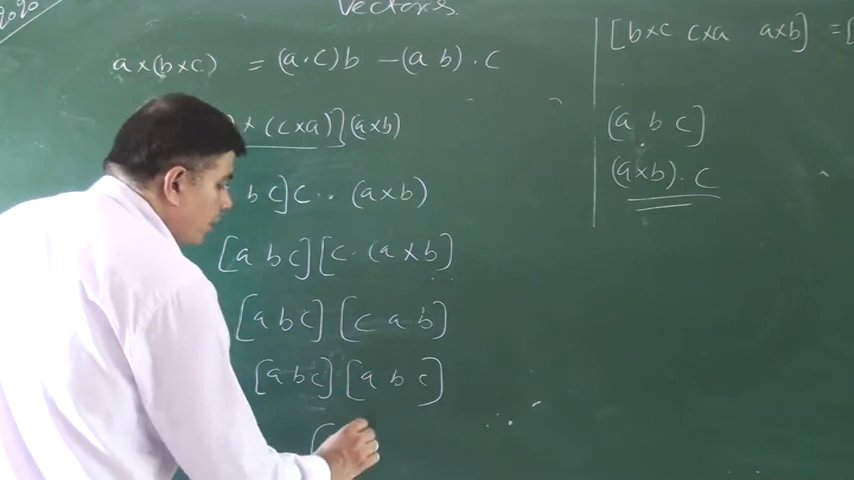 Vectors
a×(b×c) = (a·c)b −(a b)·c
× (c×a)](a×b)
b c]c ·· (a×b)
[a b c][c· (a×b)]
[a b c] [c a b]
[a b c] [a b c]
[b×c c×a a×b] = [
(a b c]
(a×b)· c